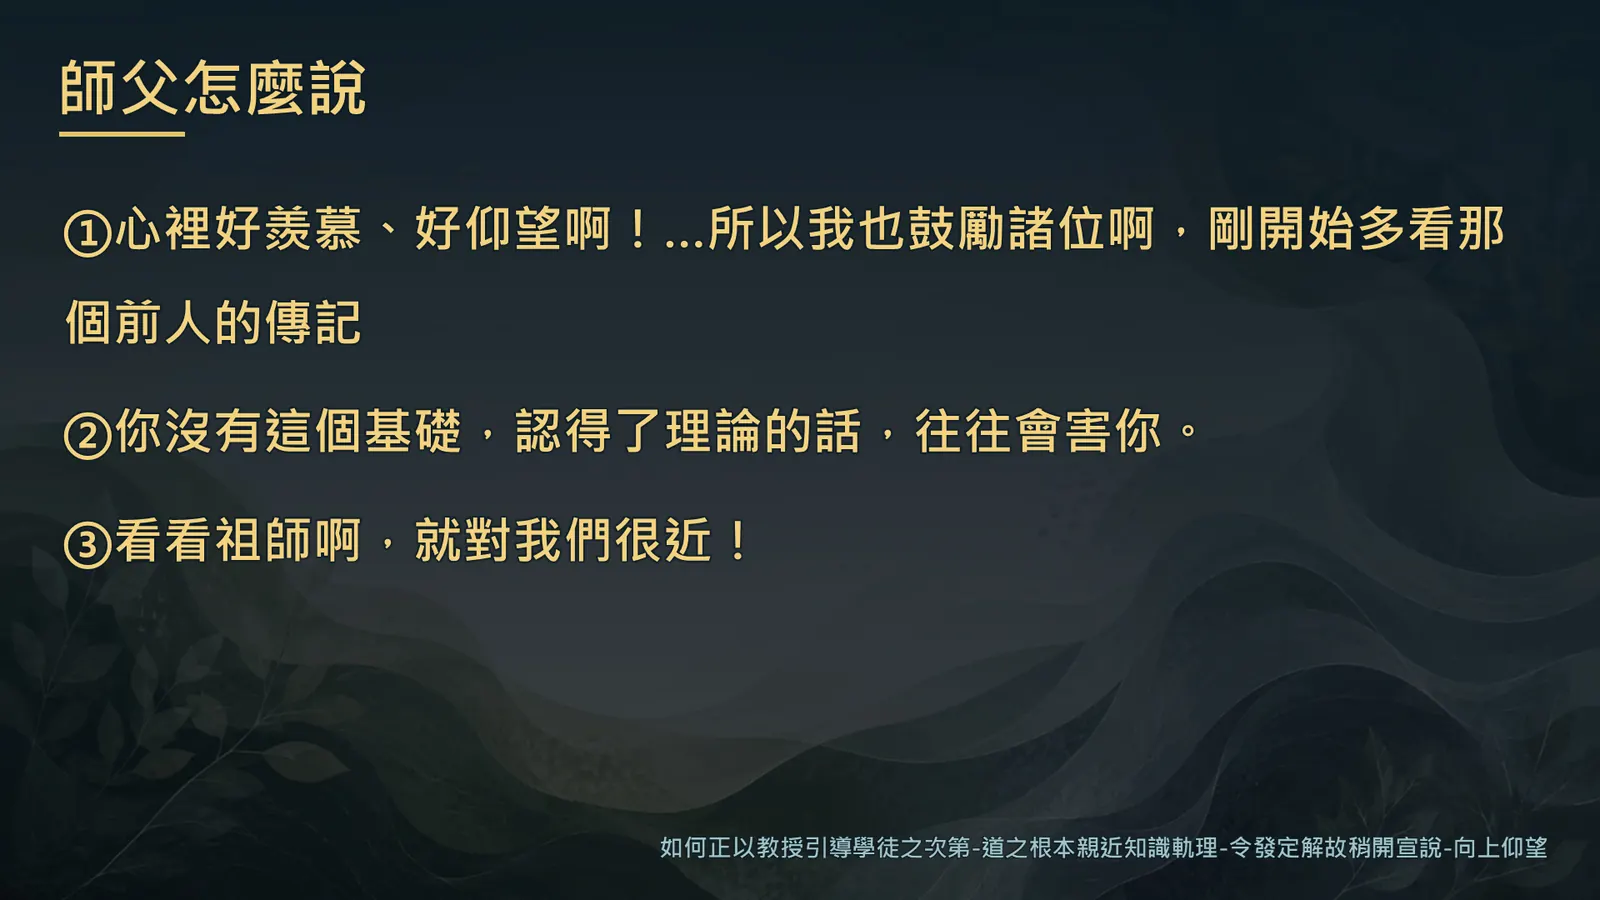 師父怎麼說
①心裡好羨慕、好仰望啊！…所以我也鼓勵諸位啊，剛開始多看那
個前人的傳記
②你沒有這個基礎，認得了理論的話，往往會害你。
③看看祖師啊，就對我們很近！
如何正以教授引導學徒之次第-道之根本親近知識軌理-令發定解故稍開宣說-向上仰望